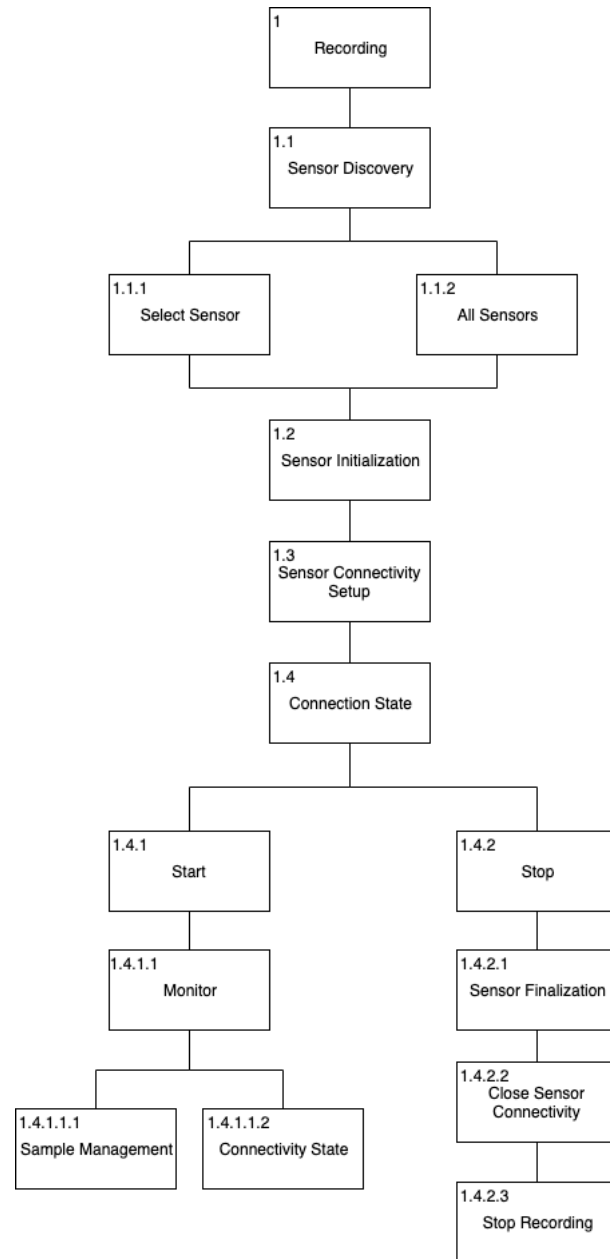 1
Recording
1.1
Sensor Discovery
1.1.1
Select Sensor
1.1.2
All Sensors
1.2
Sensor Initialization
1.3
Sensor Connectivity
Setup
1.4
Connection State
1.4.1
Start
1.4.2
Stop
1.4.1.1
Monitor
1.4.2.1
Sensor Finalization
1.4.2.2
Close Sensor
Connectivity
1.4.1.1.1
Sample Management
1.4.1.1.2
Connectivity State
1.4.2.3
Stop Recording